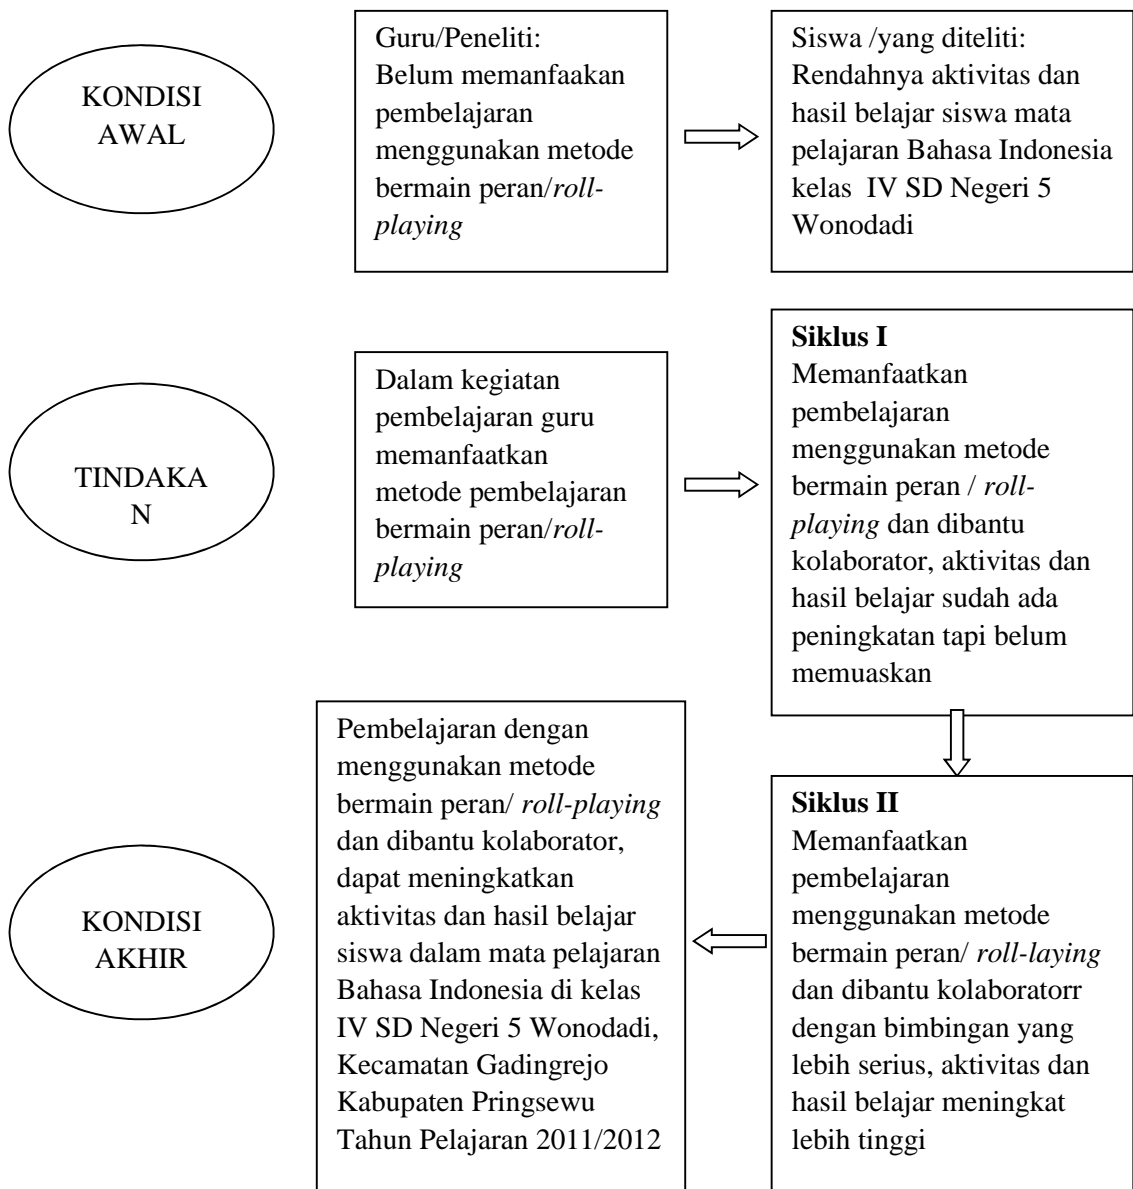 KONDISI
AWAL
Guru/Peneliti:
Belum memanfaakan
pembelajaran
menggunakan metode
bermain peran/roll-
playing
Siswa /yang diteliti:
Rendahnya aktivitas dan
hasil belajar siswa mata
pelajaran Bahasa Indonesia
kelas  IV SD Negeri 5
Wonodadi
TINDAKA
N
Dalam kegiatan
pembelajaran guru
memanfaatkan
metode pembelajaran
bermain peran/roll-
playing
Siklus I
Memanfaatkan
pembelajaran
menggunakan metode
bermain peran / roll-
playing dan dibantu
kolaborator, aktivitas dan
hasil belajar sudah ada
peningkatan tapi belum
memuaskan
Siklus II
Memanfaatkan
pembelajaran
menggunakan metode
bermain peran/ roll-laying
dan dibantu kolaboratorr
dengan bimbingan yang
lebih serius, aktivitas dan
hasil belajar meningkat
lebih tinggi
KONDISI
AKHIR
Pembelajaran dengan
menggunakan metode
bermain peran/ roll-playing
dan dibantu kolaborator,
dapat meningkatkan
aktivitas dan hasil belajar
siswa dalam mata pelajaran
Bahasa Indonesia di kelas
IV SD Negeri 5 Wonodadi,
Kecamatan Gadingrejo
Kabupaten Pringsewu
Tahun Pelajaran 2011/2012